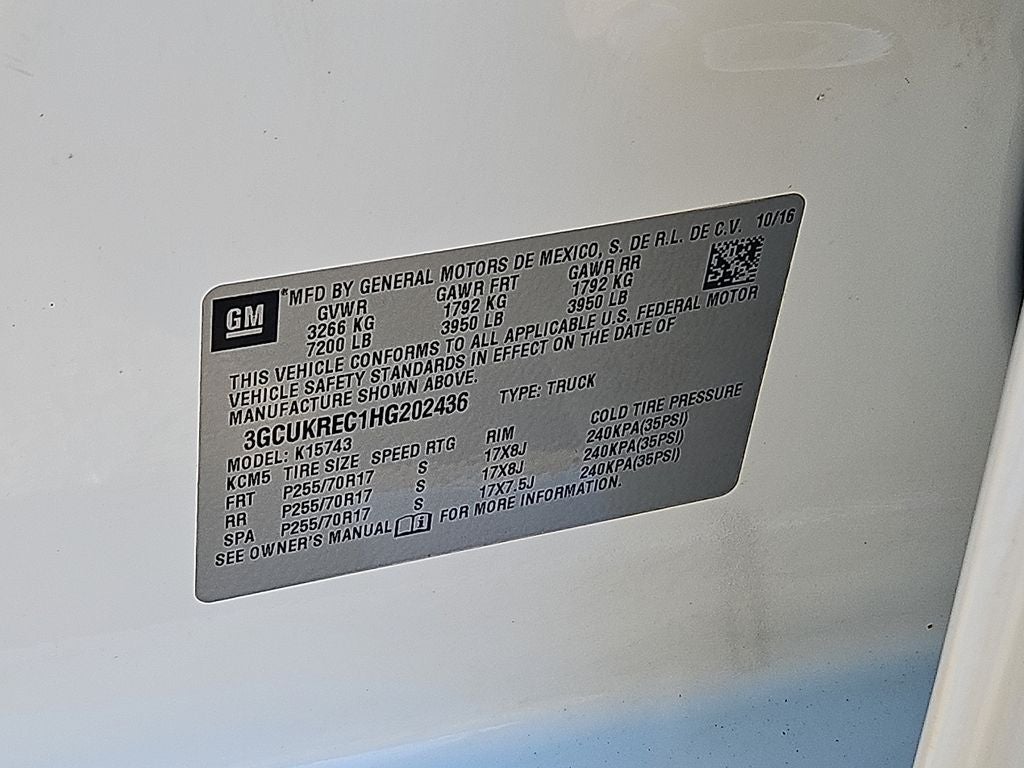 GM
*MFD BY GENERAL MOTORS DE MEXICO, S. DE R.L. DE C.V. 10/16
GVWR GAWR FRT GAWR RR
3266 KG 1792 KG 1792 KG
7200 LB 3950 LB 3950 LB
THIS VEHICLE CONFORMS TO ALL APPLICABLE U.S. FEDERAL MOTOR
VEHICLE SAFETY STANDARDS IN EFFECT ON THE DATE OF
MANUFACTURE SHOWN ABOVE.
3GCUKREC1HG202436 TYPE: TRUCK
MODEL: K15743
KCM5 TIRE SIZE SPEED RTG RIM COLD TIRE PRESSURE
FRT P255/70R17 S 17X8J 240KPA(35PSI)
RR P255/70R17 S 17X8J 240KPA(35PSI)
SPA P255/70R17 S 17X7.5J 240KPA(35PSI)
SEE OWNER'S MANUAL FOR MORE INFORMATION.